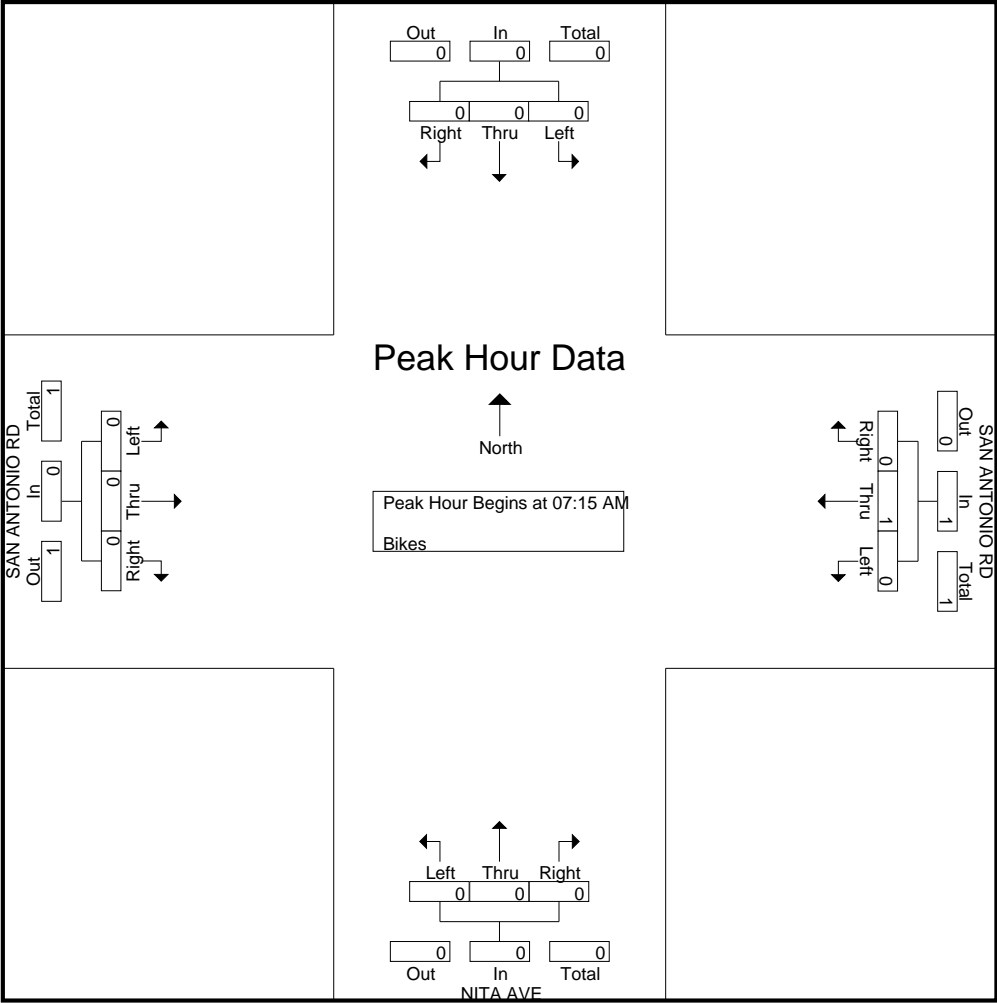 Out In Total
0 0 0
0 0 0
Right Thru Left
Peak Hour Data
North
Peak Hour Begins at 07:15 AM
Bikes
SAN ANTONIO RD
Total In Out
1 0 1
0 0 0
Left Thru Right
SAN ANTONIO RD
Out In Total
0 1 1
0 1 0
Right Thru Left
Left Thru Right
0 0 0
0 0 0
Out In Total
NITA AVE